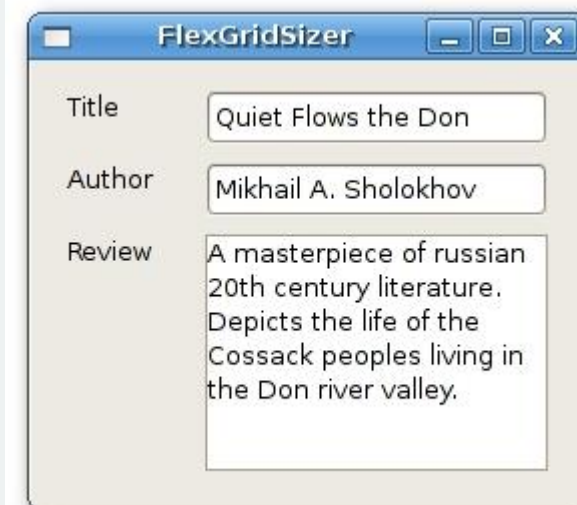 FlexGridSizer
Title
Quiet Flows the Don
Author
Mikhail A. Sholokhov
Review
A masterpiece of russian
20th century literature.
Depicts the life of the
Cossack peoples living in
the Don river valley.